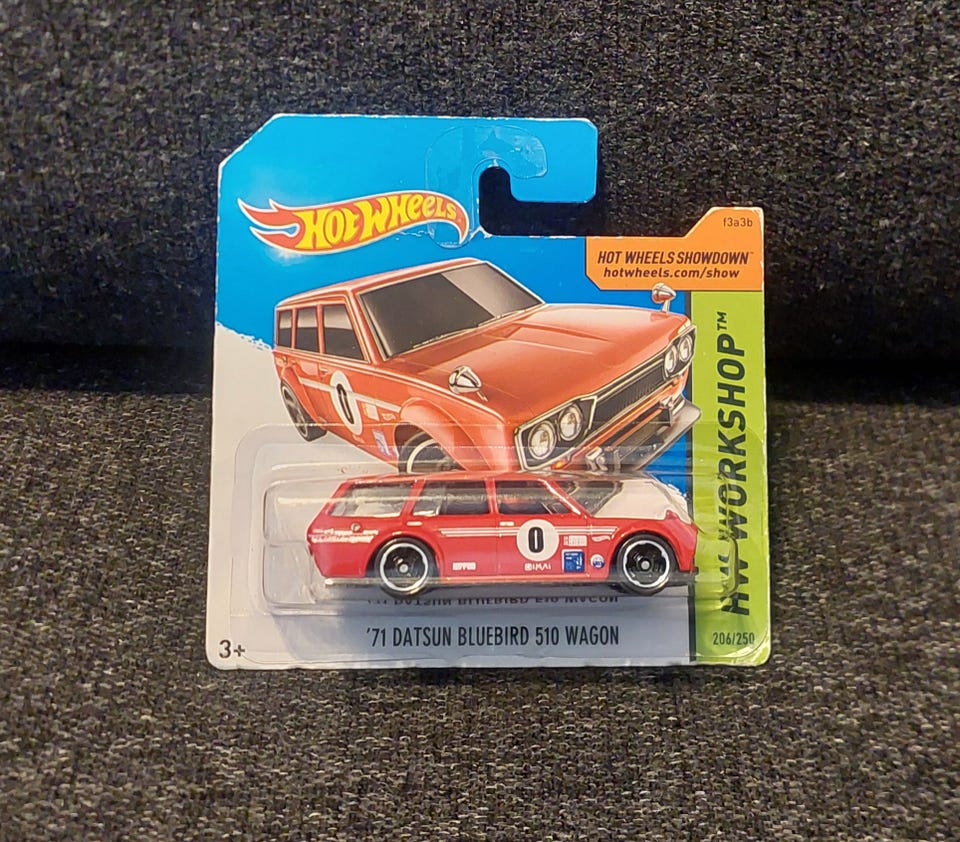 HOT WHEELS
f3a3b
HOT WHEELS SHOWDOWN™
hotwheels.com/show
0
HW WORKSHOP™
0
IMAI
3+
'71 DATSUN BLUEBIRD 510 WAGON
206/250